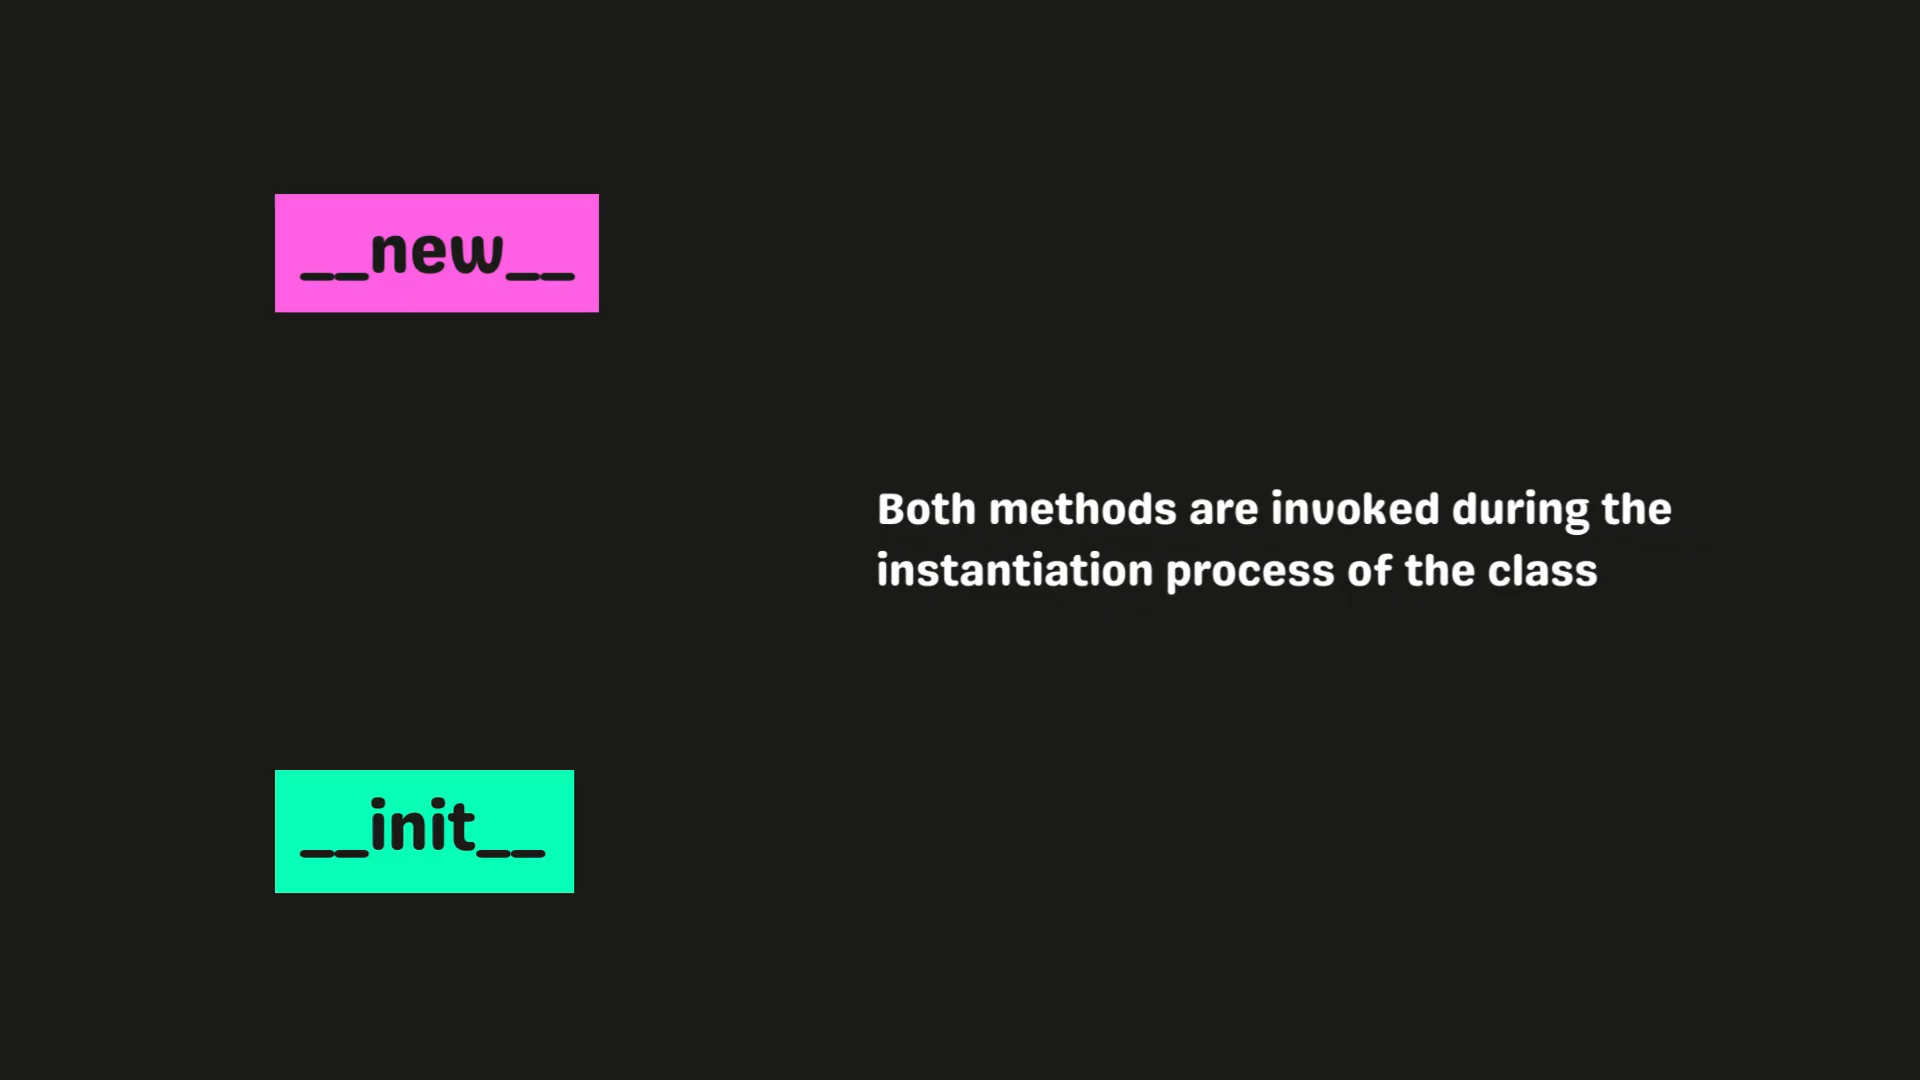 __new__
Both methods are invoked during the
instantiation process of the class
__init__